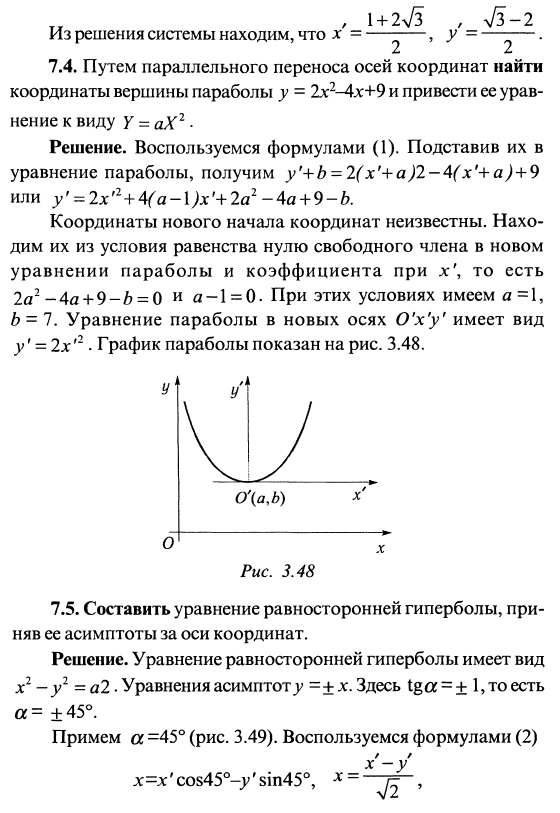 Из решения системы находим, что x′ = (1+2√3)/2 , y′ = (√3−2)/2 .
7.4. Путем параллельного переноса осей координат найти
координаты вершины параболы y = 2x²–4x+9 и привести ее урав-
нение к виду Y = aX² .
Решение. Воспользуемся формулами (1). Подставив их в
уравнение параболы, получим y'+b=2(x'+a)2−4(x'+a)+9
или y'=2x'²+4(a−1)x'+2a²−4a+9−b.
Координаты нового начала координат неизвестны. Нахо-
дим их из условия равенства нулю свободного члена в новом
уравнении параболы и коэффициента при x', то есть
2a²−4a+9−b=0 и a−1=0. При этих условиях имеем a=1,
b = 7. Уравнение параболы в новых осях O'x'y' имеет вид
y'=2x'² . График параболы показан на рис. 3.48.
y y′
O′(a,b) x′
O x
Рис. 3.48
7.5. Составить уравнение равносторонней гиперболы, при-
няв ее асимптоты за оси координат.
Решение. Уравнение равносторонней гиперболы имеет вид
x²−y²=a2 . Уравнения асимптот y =± x. Здесь tgα=±1, то есть
α= ±45°.
Примем α=45° (рис. 3.49). Воспользуемся формулами (2)
x=x′cos45°–y′sin45°, x = (x′−y′)/√2 ,